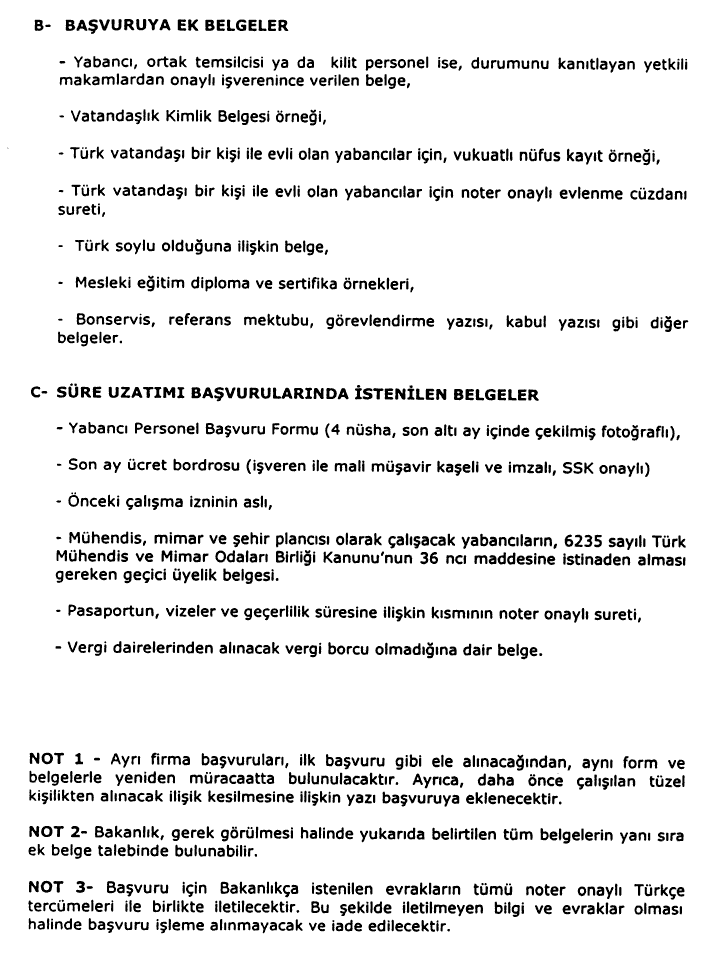 B- BAŞVURUYA EK BELGELER
- Yabancı, ortak temsilcisi ya da kilit personel ise, durumunu kanıtlayan yetkili
makamlardan onaylı işverenince verilen belge,
- Vatandaşlık Kimlik Belgesi örneği,
- Türk vatandaşı bir kişi ile evli olan yabancılar için, vukuatlı nüfus kayıt örneği,
- Türk vatandaşı bir kişi ile evli olan yabancılar için noter onaylı evlenme cüzdanı
sureti,
- Türk soylu olduğuna ilişkin belge,
- Mesleki eğitim diploma ve sertifika örnekleri,
- Bonservis, referans mektubu, görevlendirme yazısı, kabul yazısı gibi diğer
belgeler.
C- SÜRE UZATIMI BAŞVURULARINDA İSTENİLEN BELGELER
- Yabancı Personel Başvuru Formu (4 nüsha, son altı ay içinde çekilmiş fotoğraflı),
- Son ay ücret bordrosu (işveren ile mali müşavir kaşeli ve imzalı, SSK onaylı)
- Önceki çalışma izninin aslı,
- Mühendis, mimar ve şehir plancısı olarak çalışacak yabancıların, 6235 sayılı Türk
Mühendis ve Mimar Odaları Birliği Kanunu'nun 36 ncı maddesine istinaden alması
gereken geçici üyelik belgesi.
- Pasaportun, vizeler ve geçerlilik süresine ilişkin kısmının noter onaylı sureti,
- Vergi dairelerinden alınacak vergi borcu olmadığına dair belge.
NOT 1 - Ayrı firma başvuruları, ilk başvuru gibi ele alınacağından, aynı form ve
belgelerle yeniden müracaatta bulunulacaktır. Ayrıca, daha önce çalışılan tüzel
kişilikten alınacak ilişik kesilmesine ilişkin yazı başvuruya eklenecektir.
NOT 2- Bakanlık, gerek görülmesi halinde yukarıda belirtilen tüm belgelerin yanı sıra
ek belge talebinde bulunabilir.
NOT 3- Başvuru için Bakanlıkça istenilen evrakların tümü noter onaylı Türkçe
tercümeleri ile birlikte iletilecektir. Bu şekilde iletilmeyen bilgi ve evraklar olması
halinde başvuru işleme alınmayacak ve iade edilecektir.